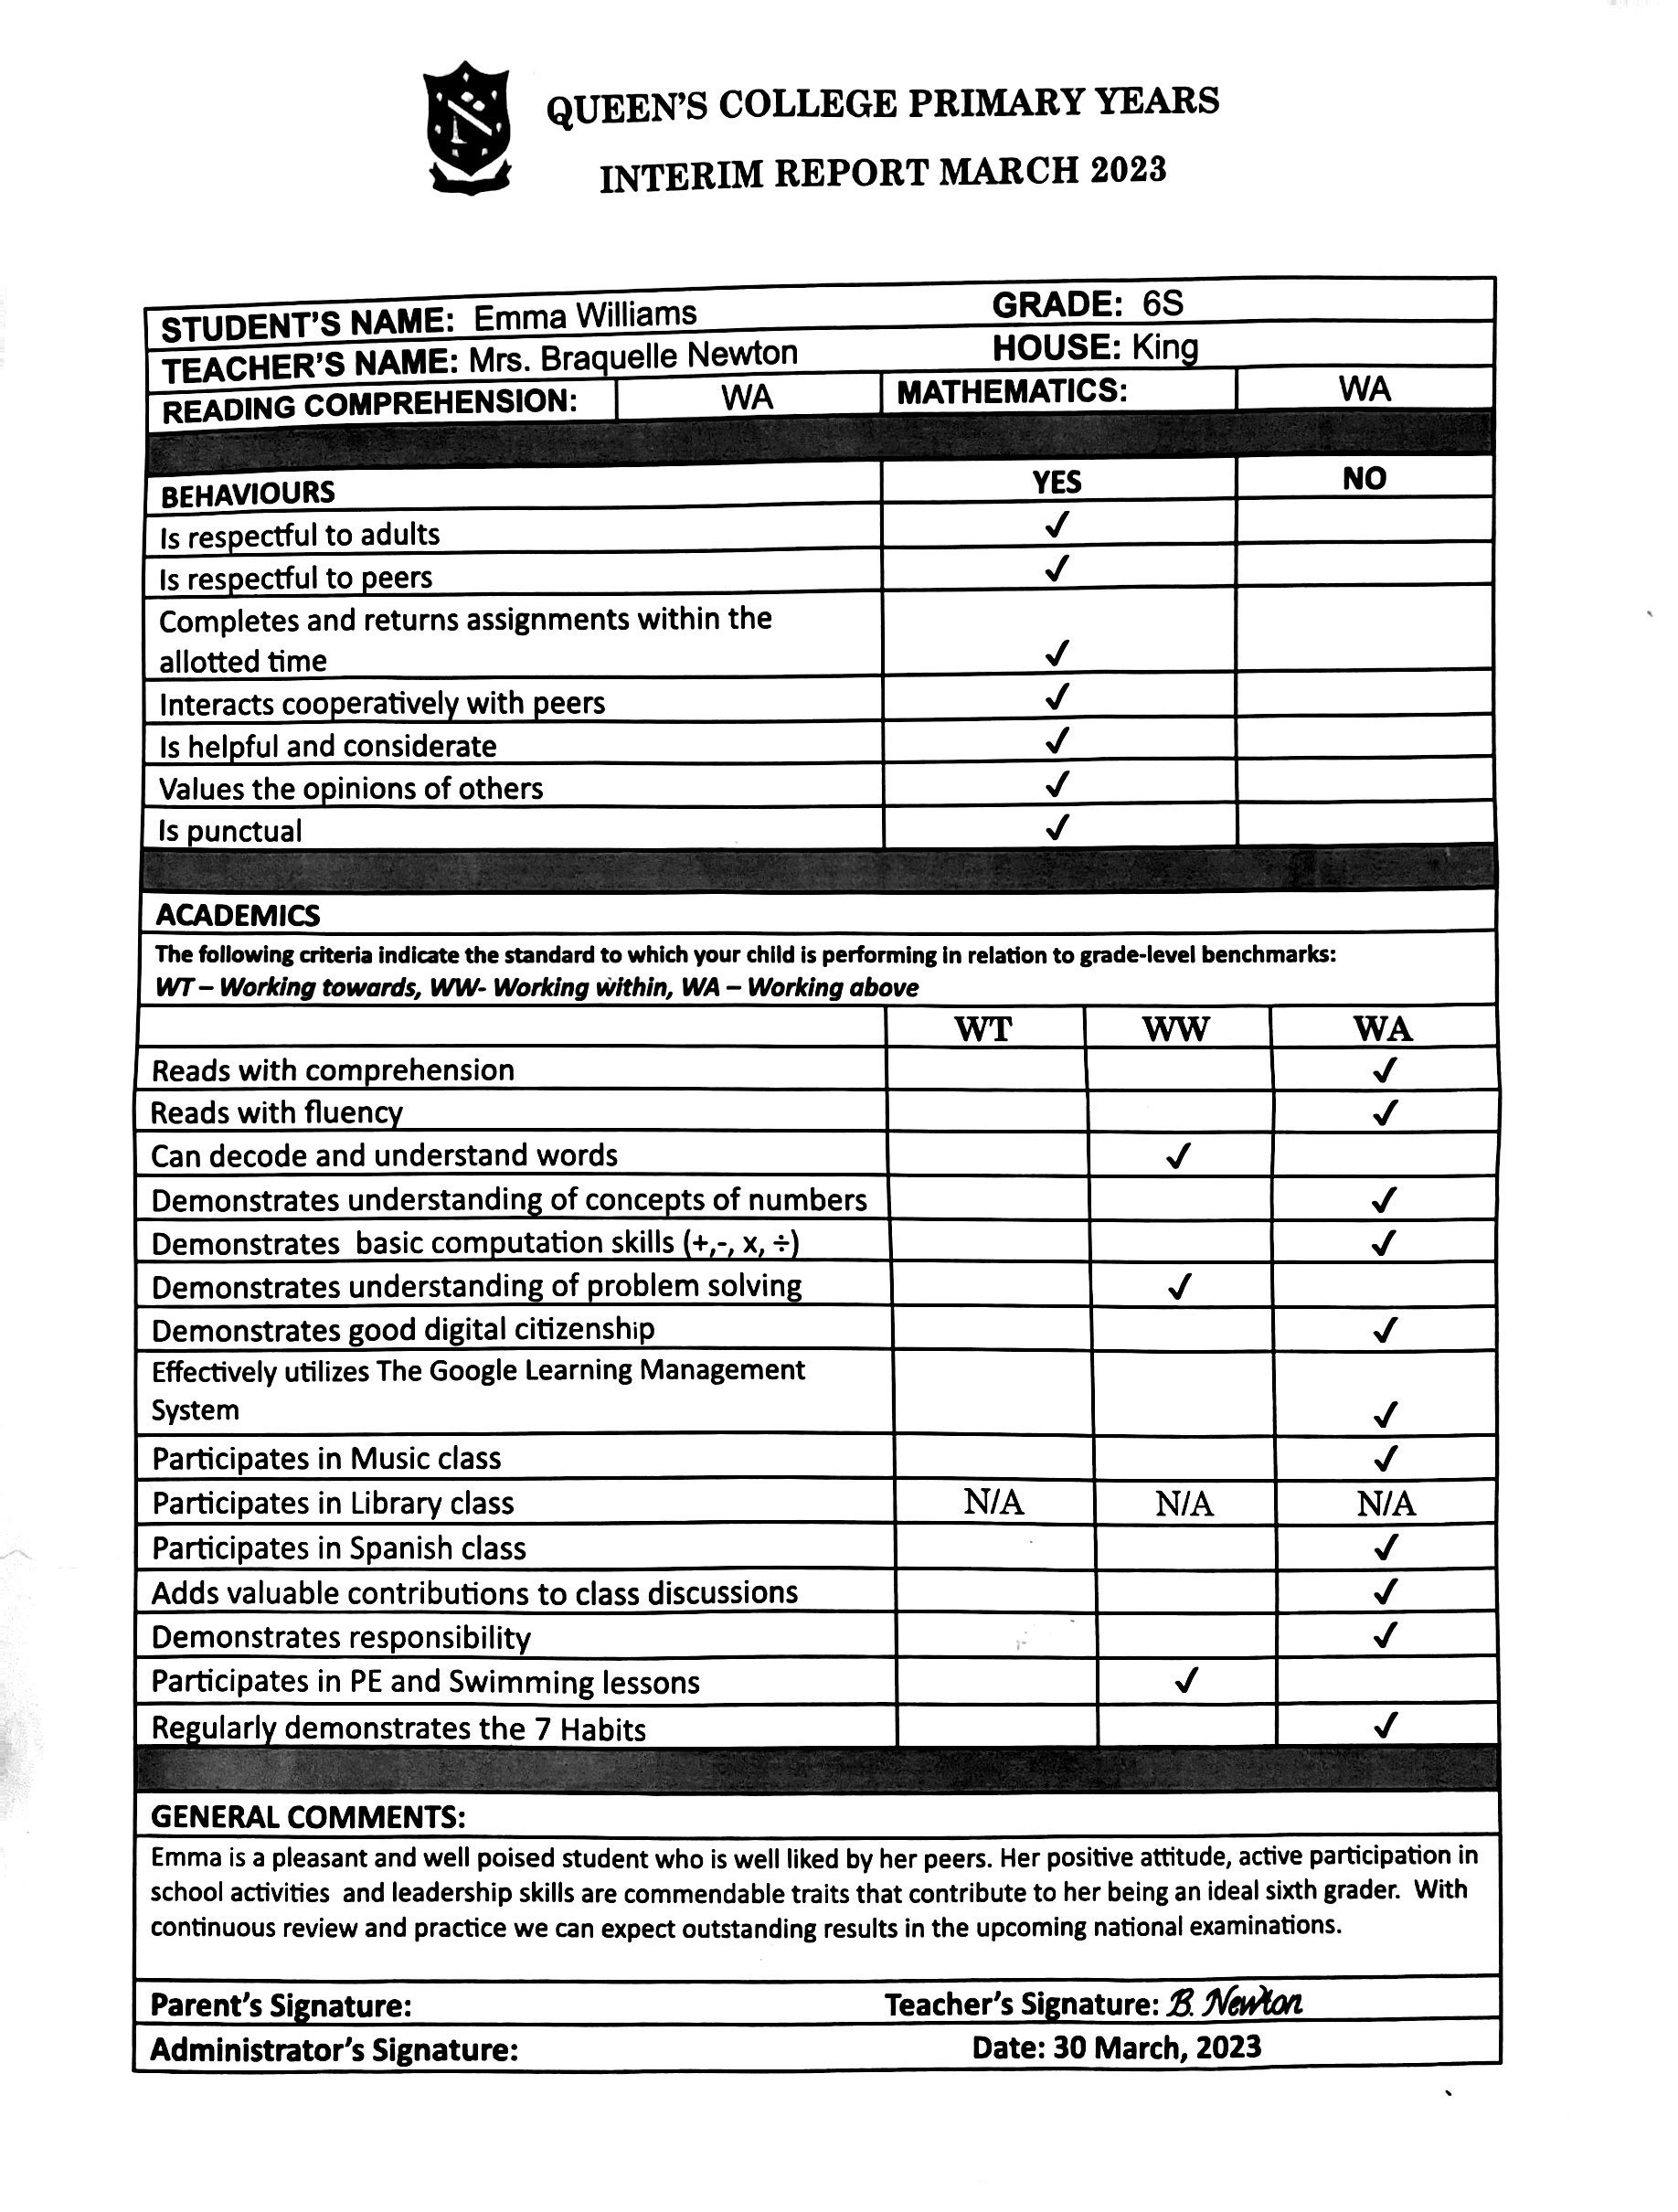 QUEEN'S COLLEGE PRIMARY YEARS
INTERIM REPORT MARCH 2023
STUDENT'S NAME: Emma Williams GRADE: 6S
TEACHER'S NAME: Mrs. Braquelle Newton HOUSE: King
READING COMPREHENSION: WA MATHEMATICS: WA
BEHAVIOURS YES NO
Is respectful to adults ✓
Is respectful to peers ✓
Completes and returns assignments within the
allotted time ✓
Interacts cooperatively with peers ✓
Is helpful and considerate ✓
Values the opinions of others ✓
Is punctual ✓
ACADEMICS
The following criteria indicate the standard to which your child is performing in relation to grade-level benchmarks:
WT – Working towards, WW- Working within, WA – Working above
WT WW WA
Reads with comprehension ✓
Reads with fluency ✓
Can decode and understand words ✓
Demonstrates understanding of concepts of numbers ✓
Demonstrates basic computation skills (+,-, x, ÷) ✓
Demonstrates understanding of problem solving ✓
Demonstrates good digital citizenship ✓
Effectively utilizes The Google Learning Management
System ✓
Participates in Music class ✓
Participates in Library class N/A N/A N/A
Participates in Spanish class ✓
Adds valuable contributions to class discussions ✓
Demonstrates responsibility ✓
Participates in PE and Swimming lessons ✓
Regularly demonstrates the 7 Habits ✓
GENERAL COMMENTS:
Emma is a pleasant and well poised student who is well liked by her peers. Her positive attitude, active participation in
school activities and leadership skills are commendable traits that contribute to her being an ideal sixth grader. With
continuous review and practice we can expect outstanding results in the upcoming national examinations.
Parent's Signature: Teacher's Signature: B. Newton
Administrator's Signature: Date: 30 March, 2023